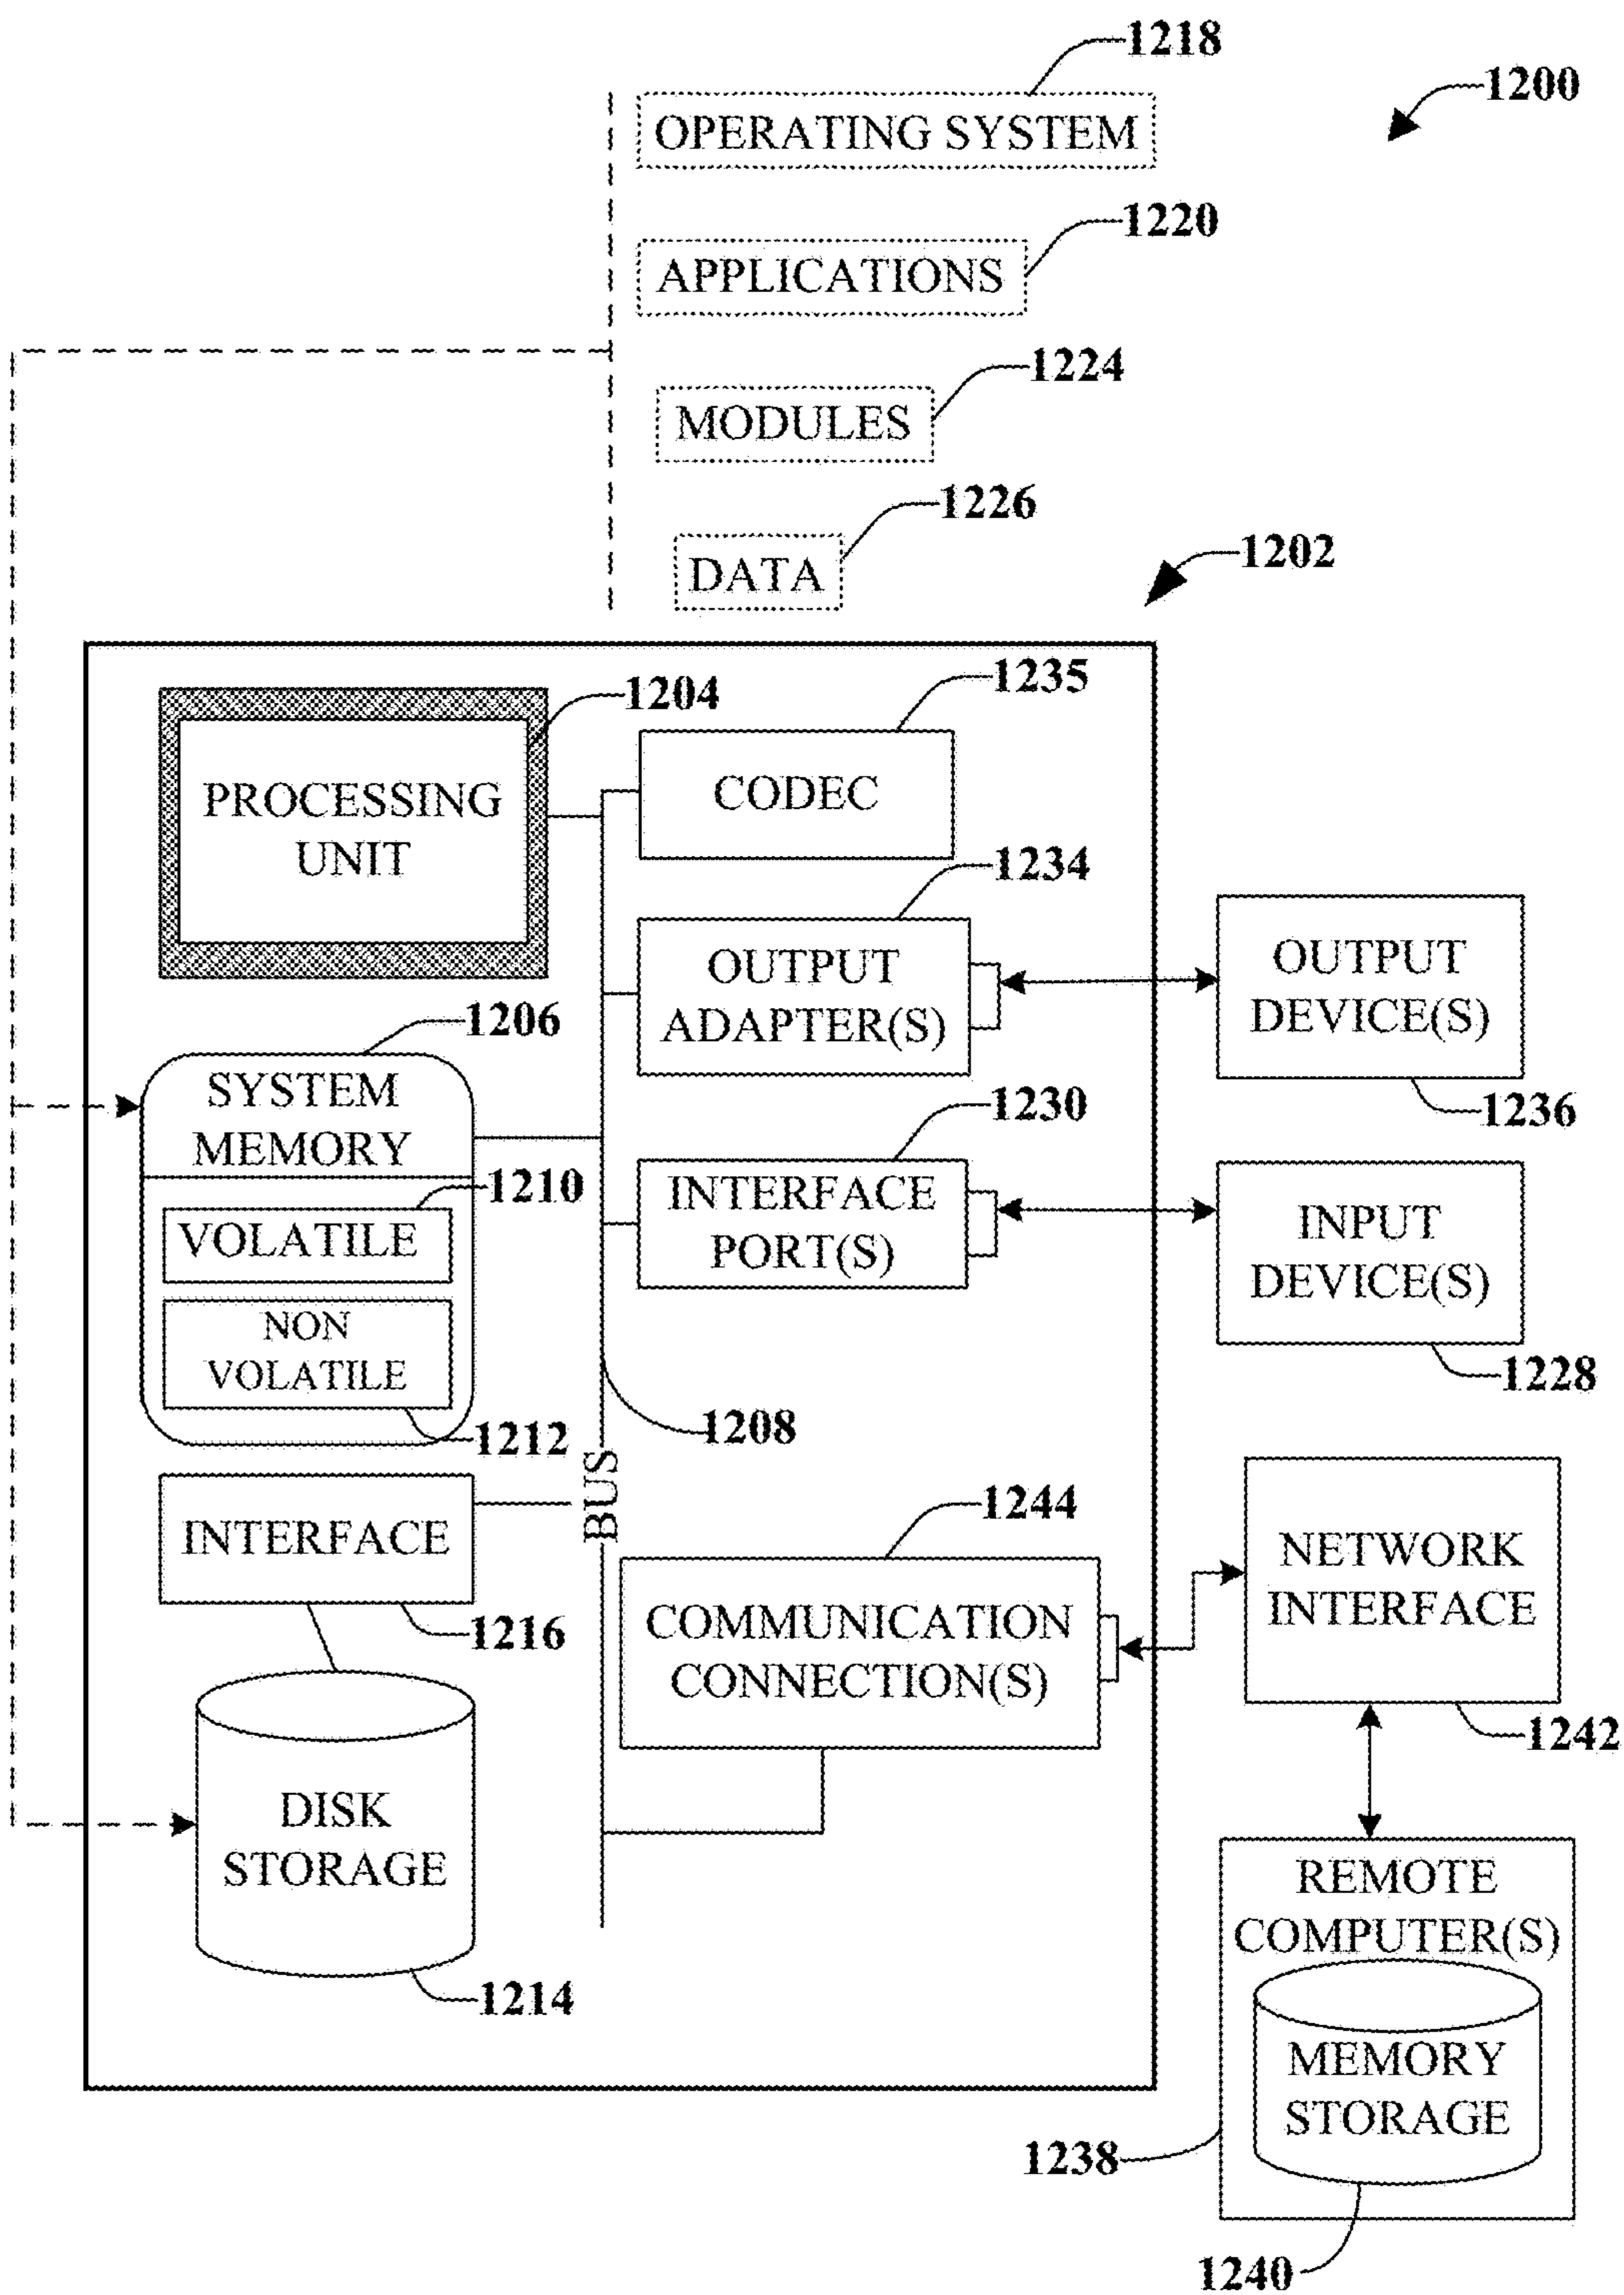 1218
1200
OPERATING SYSTEM
1220
APPLICATIONS
1224
MODULES
1226
DATA
1202
1204
PROCESSING
UNIT
1235
CODEC
1234
OUTPUT
ADAPTER(S)
OUTPUT
DEVICE(S)
1236
1206
SYSTEM
MEMORY
1210
VOLATILE
NON
VOLATILE
1212
1230
INTERFACE
PORT(S)
INPUT
DEVICE(S)
1228
1208
BUS
INTERFACE
1216
1244
COMMUNICATION
CONNECTION(S)
NETWORK
INTERFACE
1242
DISK
STORAGE
1214
REMOTE
COMPUTER(S)
MEMORY
STORAGE
1238
1240